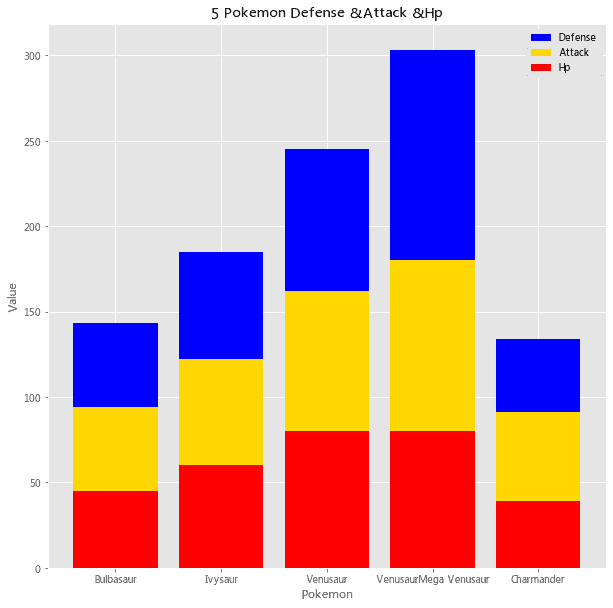 5 Pokemon Defense &Attack &Hp
Defense
Attack
Hp
300
250
200
150
100
50
0
Value
Bulbasaur Ivysaur Venusaur VenusaurMega Venusaur Charmander
Pokemon